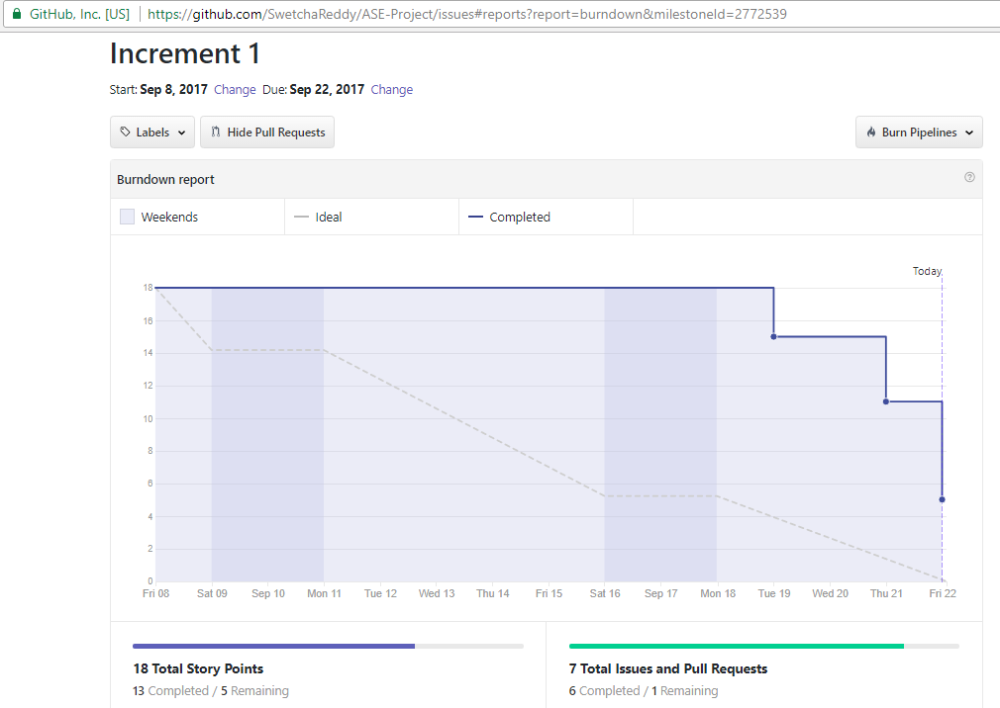 GitHub, Inc. [US] https://github.com/SwetchaReddy/ASE-Project/issues#reports?report=burndown&milestoneId=2772539
Increment 1
Start: Sep 8, 2017 Change Due: Sep 22, 2017 Change
Labels Hide Pull Requests Burn Pipelines
Burndown report
Weekends Ideal Completed
Today
18
16
14
12
10
8
6
4
2
0
Fri 08 Sat 09 Sep 10 Mon 11 Tue 12 Wed 13 Thu 14 Fri 15 Sat 16 Sep 17 Mon 18 Tue 19 Wed 20 Thu 21 Fri 22
18 Total Story Points
13 Completed / 5 Remaining
7 Total Issues and Pull Requests
6 Completed / 1 Remaining